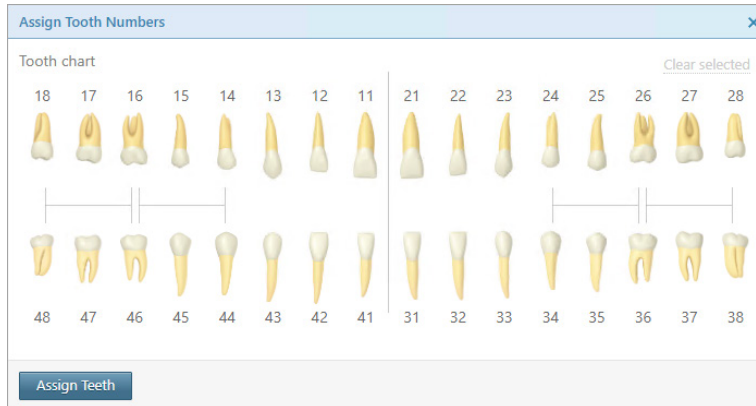 Assign Tooth Numbers
Tooth chart
Clear selected
18 17 16 15 14 13 12 11 21 22 23 24 25 26 27 28
48 47 46 45 44 43 42 41 31 32 33 34 35 36 37 38
Assign Teeth